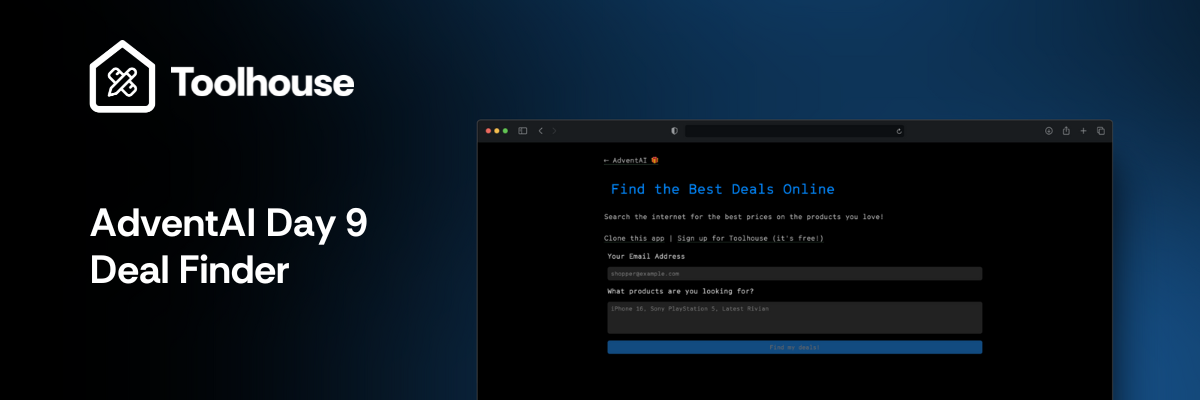 Toolhouse
AdventAI Day 9
Deal Finder
← AdventAI 🎁
Find the Best Deals Online
Search the internet for the best prices on the products you love!
Clone this app | Sign up for Toolhouse (it's free!)
Your Email Address
shopper@example.com
What products are you looking for?
iPhone 16, Sony PlayStation 5, Latest Rivian
Find me deals!